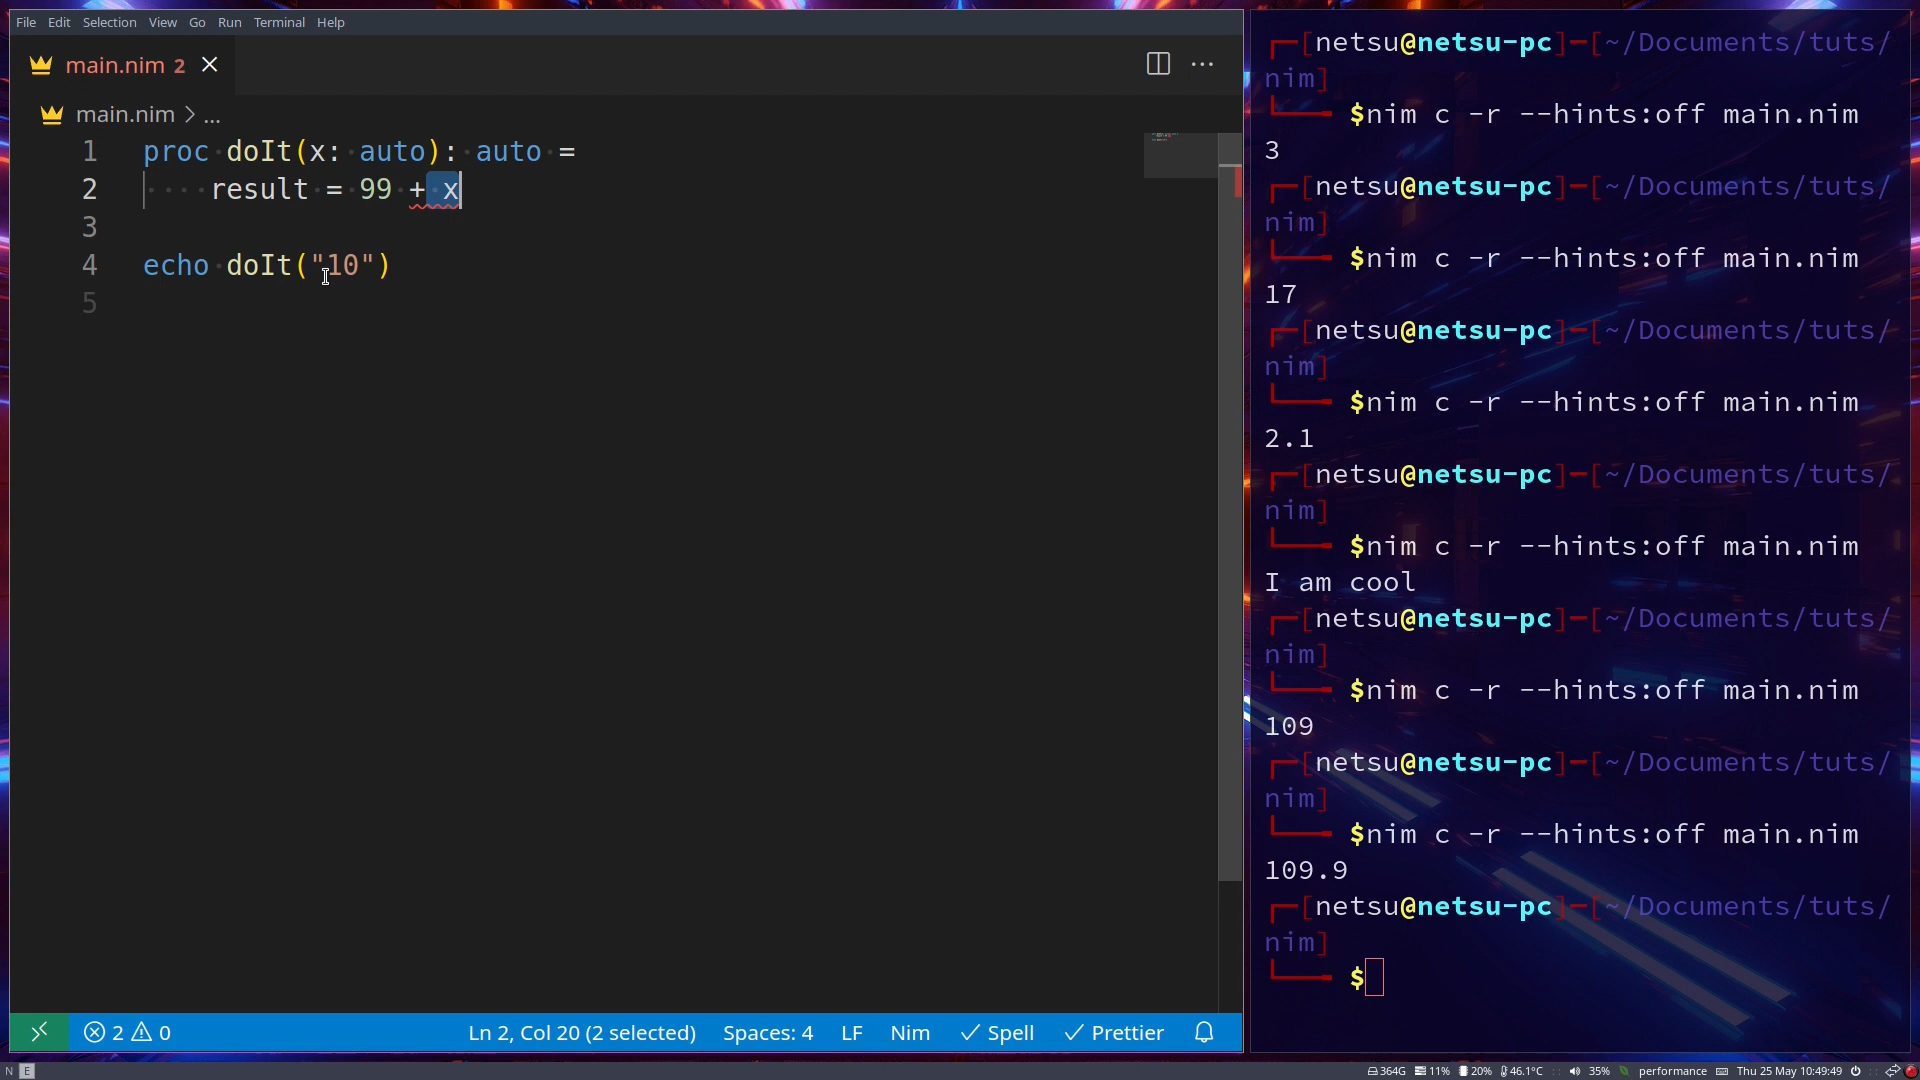 File Edit Selection View Go Run Terminal Help
main.nim 2
main.nim > ...
1 proc doIt(x: auto): auto =
2 result = 99 + x
3
4 echo doIt("10")
5
2 0 Ln 2, Col 20 (2 selected) Spaces: 4 LF Nim Spell Prettier
[netsu@netsu-pc]-[~/Documents/tuts/
nim]
$nim c -r --hints:off main.nim
3
[netsu@netsu-pc]-[~/Documents/tuts/
nim]
$nim c -r --hints:off main.nim
17
[netsu@netsu-pc]-[~/Documents/tuts/
nim]
$nim c -r --hints:off main.nim
2.1
[netsu@netsu-pc]-[~/Documents/tuts/
nim]
$nim c -r --hints:off main.nim
I am cool
[netsu@netsu-pc]-[~/Documents/tuts/
nim]
$nim c -r --hints:off main.nim
109
[netsu@netsu-pc]-[~/Documents/tuts/
nim]
$nim c -r --hints:off main.nim
109.9
[netsu@netsu-pc]-[~/Documents/tuts/
nim]
$
N E 364G 11% 20% 46.1°C 35% performance Thu 25 May 10:49:49